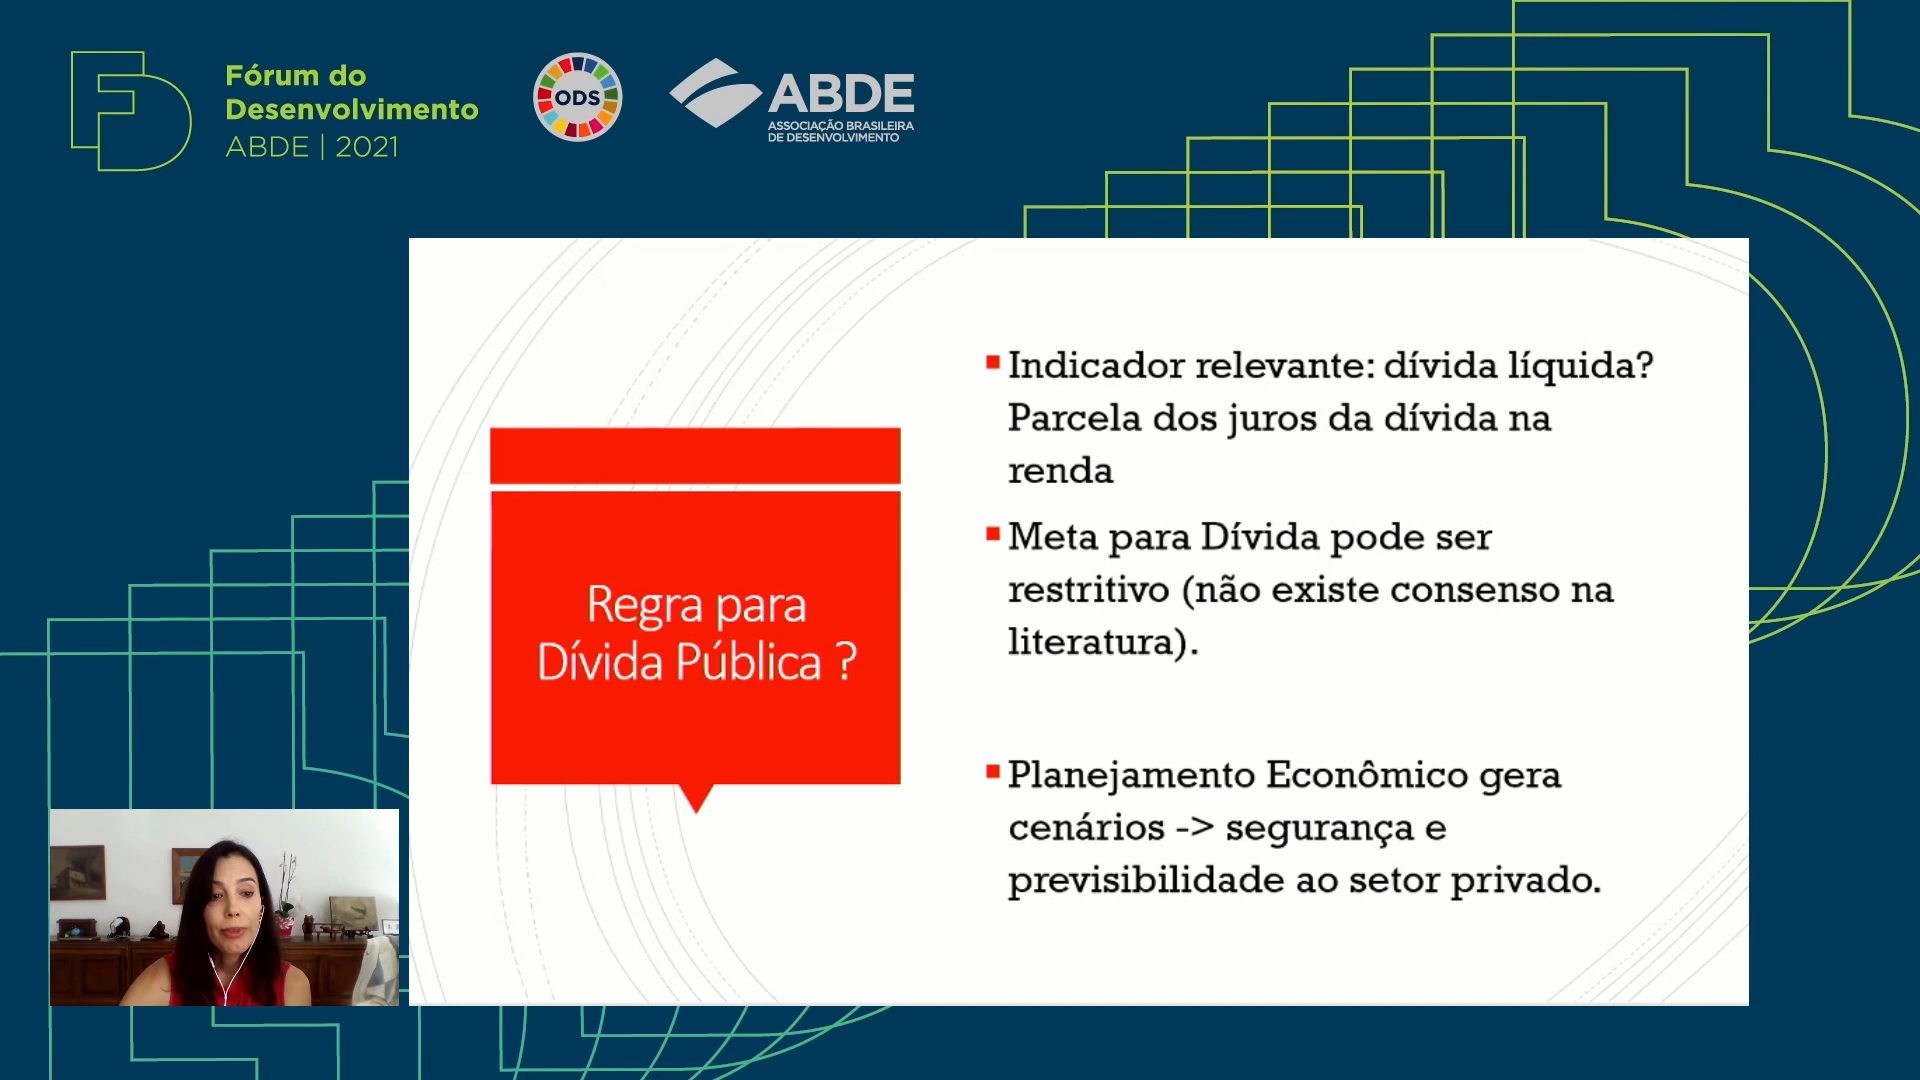 Fórum do
Desenvolvimento
ABDE | 2021
ODS
ABDE
ASSOCIAÇÃO BRASILEIRA
DE DESENVOLVIMENTO
Regra para
Dívida Pública ?
Indicador relevante: dívida líquida?
Parcela dos juros da dívida na
renda
Meta para Dívida pode ser
restritivo (não existe consenso na
literatura).
Planejamento Econômico gera
cenários -> segurança e
previsibilidade ao setor privado.